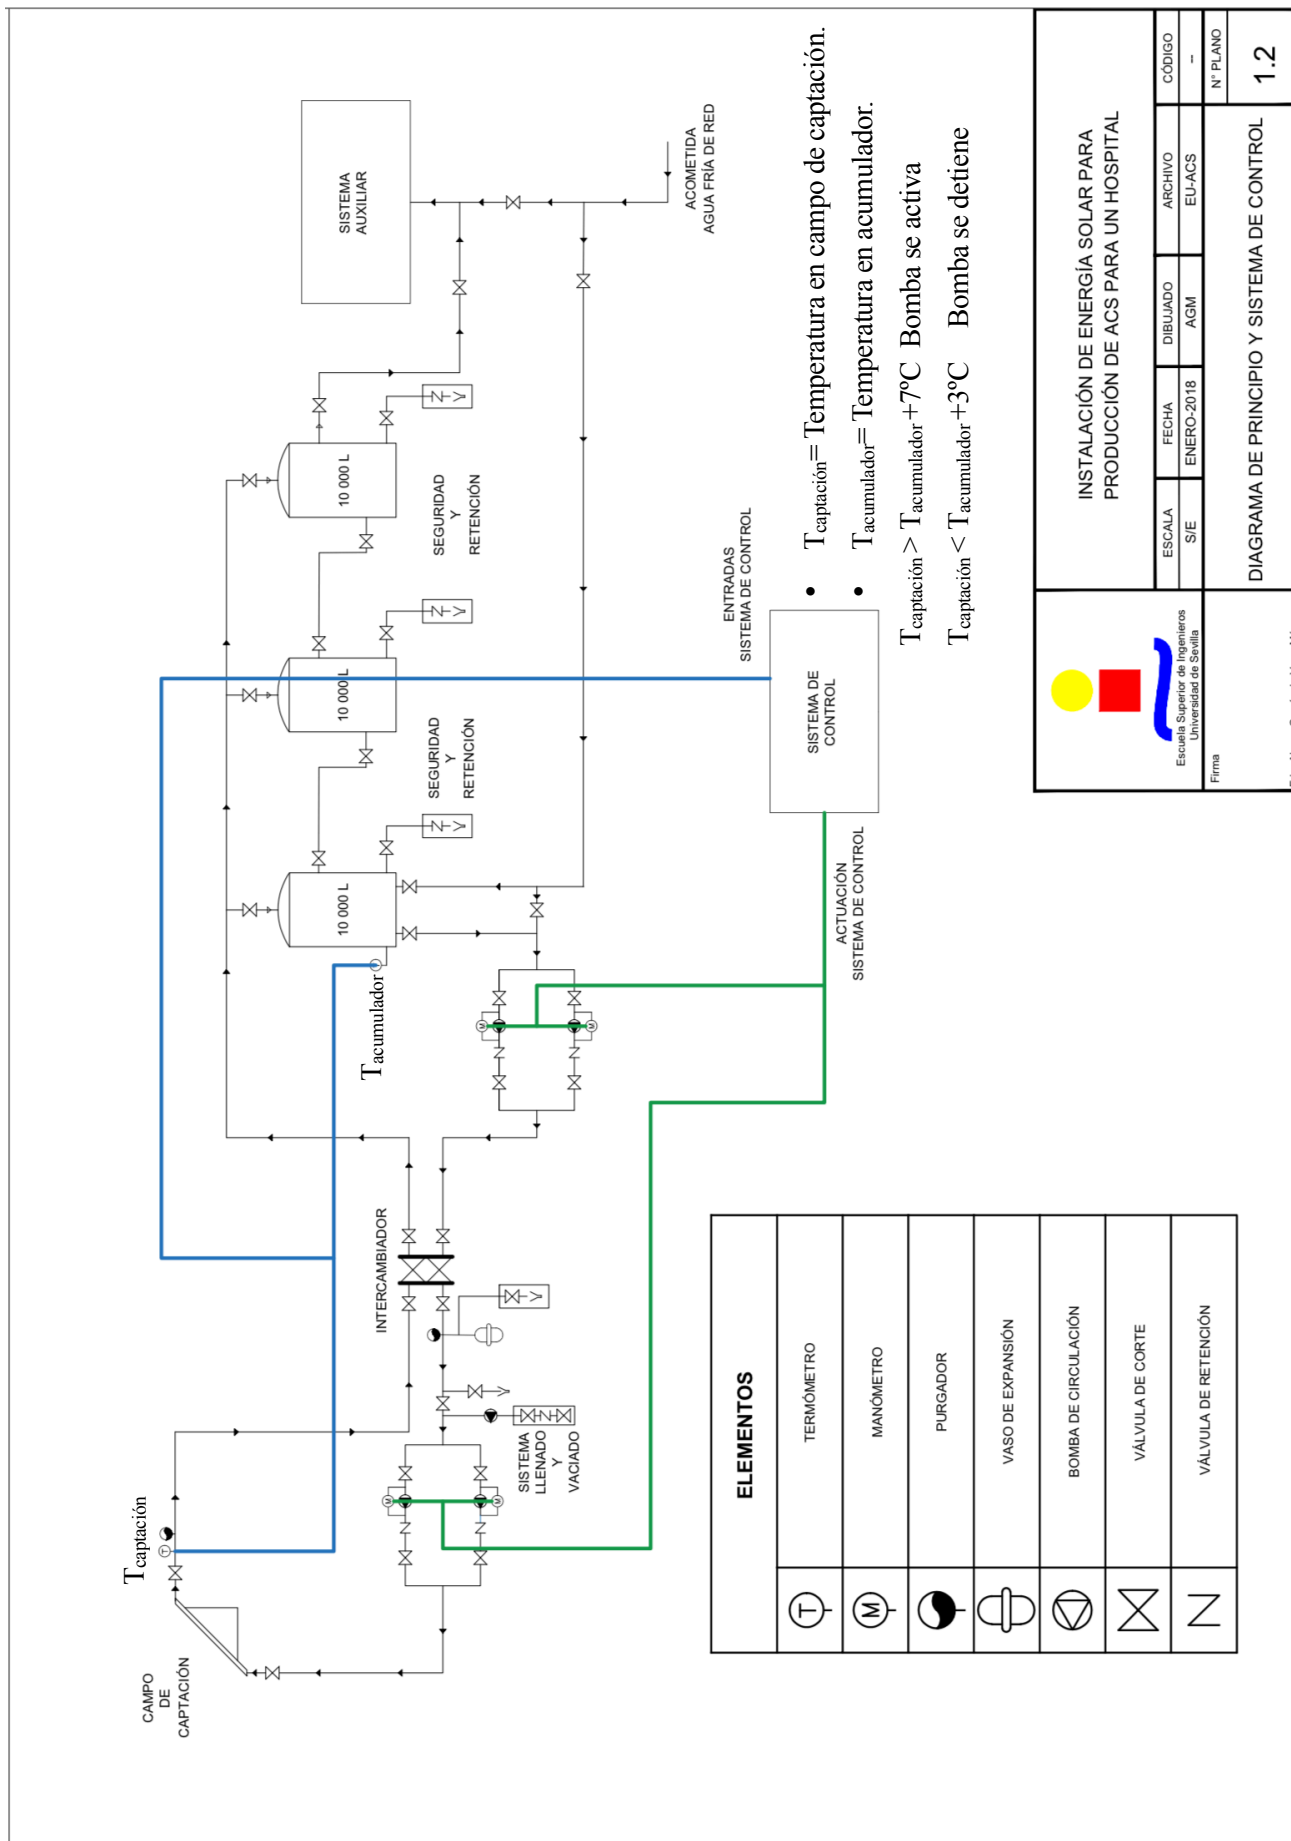 CAMPO
DE
CAPTACIÓN
Tcaptación
T
M
M
SISTEMA
LLENADO
Y
VACIADO
INTERCAMBIADOR
Tacumulador
T
M
M
10 000 L
10 000 L
10 000 L
SEGURIDAD
Y
RETENCIÓN
SEGURIDAD
Y
RETENCIÓN
SISTEMA
AUXILIAR
ACOMETIDA
AGUA FRÍA DE RED
ENTRADAS
SISTEMA DE CONTROL
SISTEMA DE
CONTROL
ACTUACIÓN
SISTEMA DE CONTROL
• Tcaptación= Temperatura en campo de captación.
• Tacumulador= Temperatura en acumulador.
Tcaptación > Tacumulador +7ºC Bomba se activa
Tcaptación < Tacumulador +3ºC Bomba se detiene
ELEMENTOS
T TERMÓMETRO
M MANÓMETRO
PURGADOR
VASO DE EXPANSIÓN
BOMBA DE CIRCULACIÓN
VÁLVULA DE CORTE
VÁLVULA DE RETENCIÓN
Escuela Superior de Ingenieros
Universidad de Sevilla
INSTALACIÓN DE ENERGÍA SOLAR PARA
PRODUCCIÓN DE ACS PARA UN HOSPITAL
ESCALA FECHA DIBUJADO ARCHIVO CÓDIGO
S/E ENERO-2018 AGM EU-ACS --
Firma
DIAGRAMA DE PRINCIPIO Y SISTEMA DE CONTROL
N° PLANO
1.2